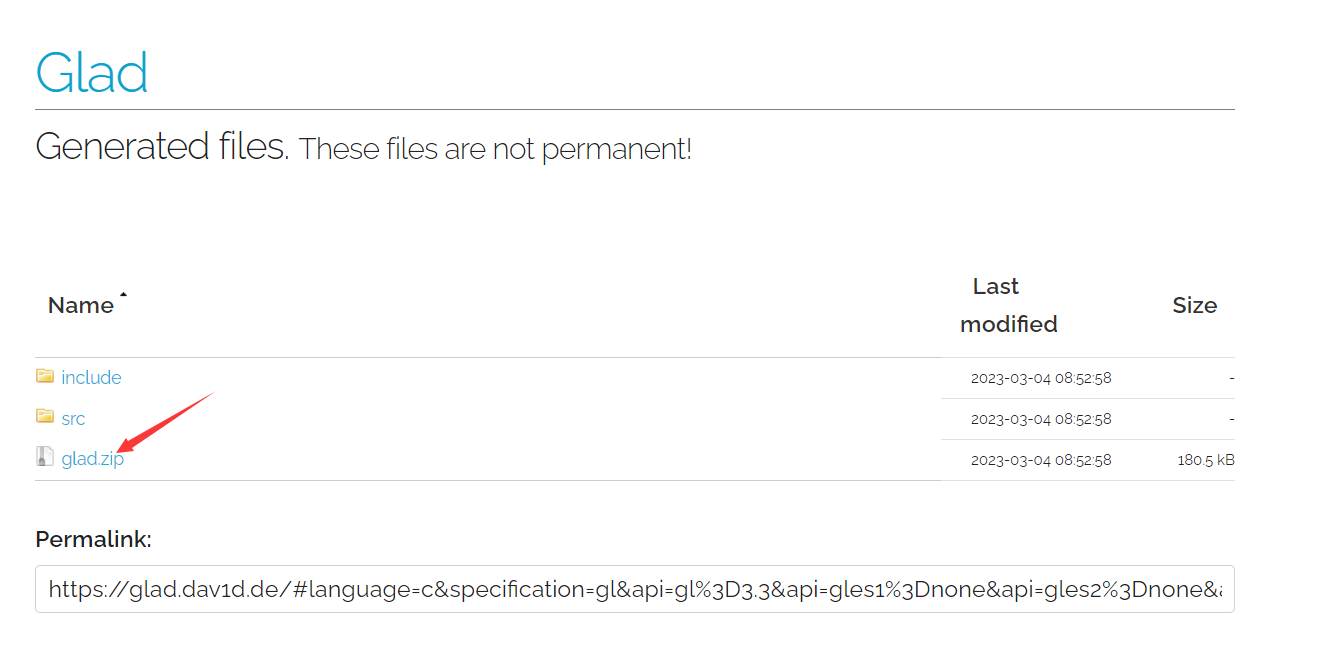 Glad
Generated files. These files are not permanent!
Name Last modified Size
include 2023-03-04 08:52:58 -
src 2023-03-04 08:52:58 -
glad.zip 2023-03-04 08:52:58 180.5 kB
Permalink:
https://glad.dav1d.de/#language=c&specification=gl&api=gl%3D3.3&api=gles1%3Dnone&api=gles2%3Dnone&